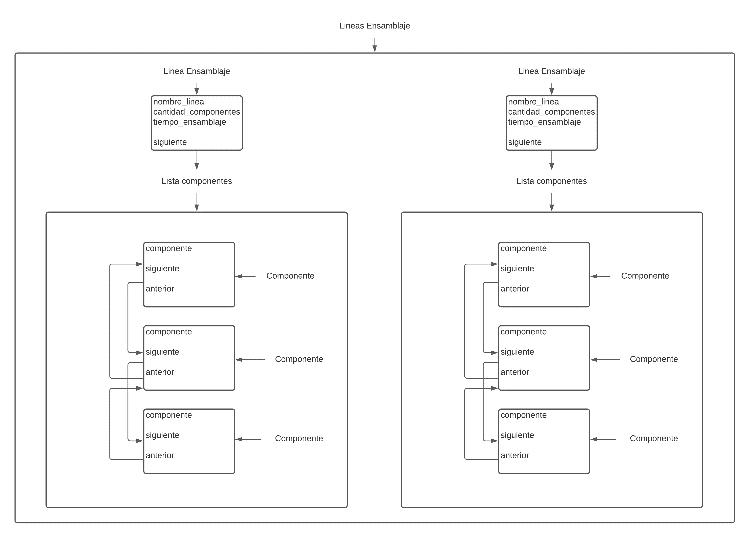 Lineas Ensamblaje
Linea Ensamblaje
nombre_linea
cantidad_componentes
tiempo_ensamblaje
siguiente
Lista componentes
componente
siguiente
anterior
Componente
componente
siguiente
anterior
Componente
componente
siguiente
anterior
Componente
Linea Ensamblaje
nombre_linea
cantidad_componentes
tiempo_ensamblaje
siguiente
Lista componentes
componente
siguiente
anterior
Componente
componente
siguiente
anterior
Componente
componente
siguiente
anterior
Componente